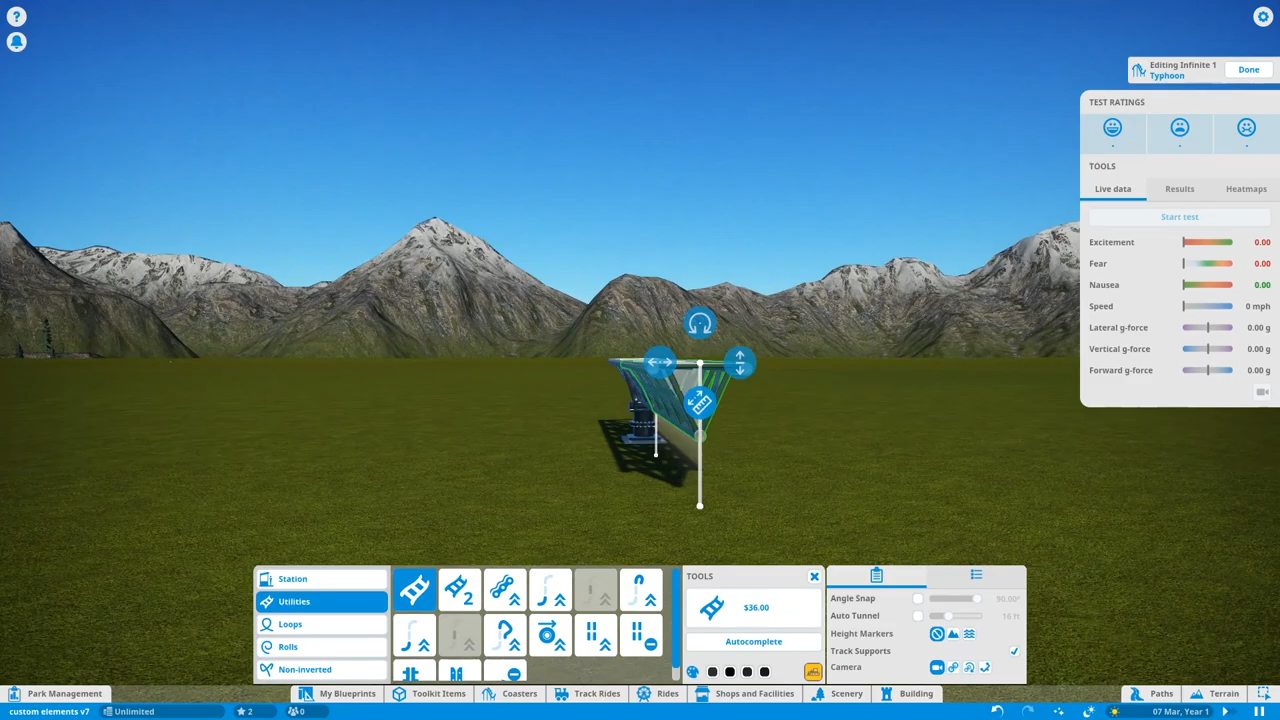 ?
Editing Infinite 1
Typhoon
Done
TEST RATINGS
- - -
TOOLS
Live data Results Heatmaps
Start test
Excitement 0.00
Fear 0.00
Nausea 0.00
Speed 0 mph
Lateral g-force 0.00 g
Vertical g-force 0.00 g
Forward g-force 0.00 g
Station
Utilities
Loops
Rolls
Non-inverted
2
TOOLS
$36.00
Autocomplete
Angle Snap 90.00°
Auto Tunnel 16 ft
Height Markers
Track Supports
Camera
Park Management My Blueprints Toolkit Items Coasters Track Rides Rides Shops and Facilities Scenery Building Paths Terrain
custom elements v7 Unlimited 2 0 07 Mar, Year 1